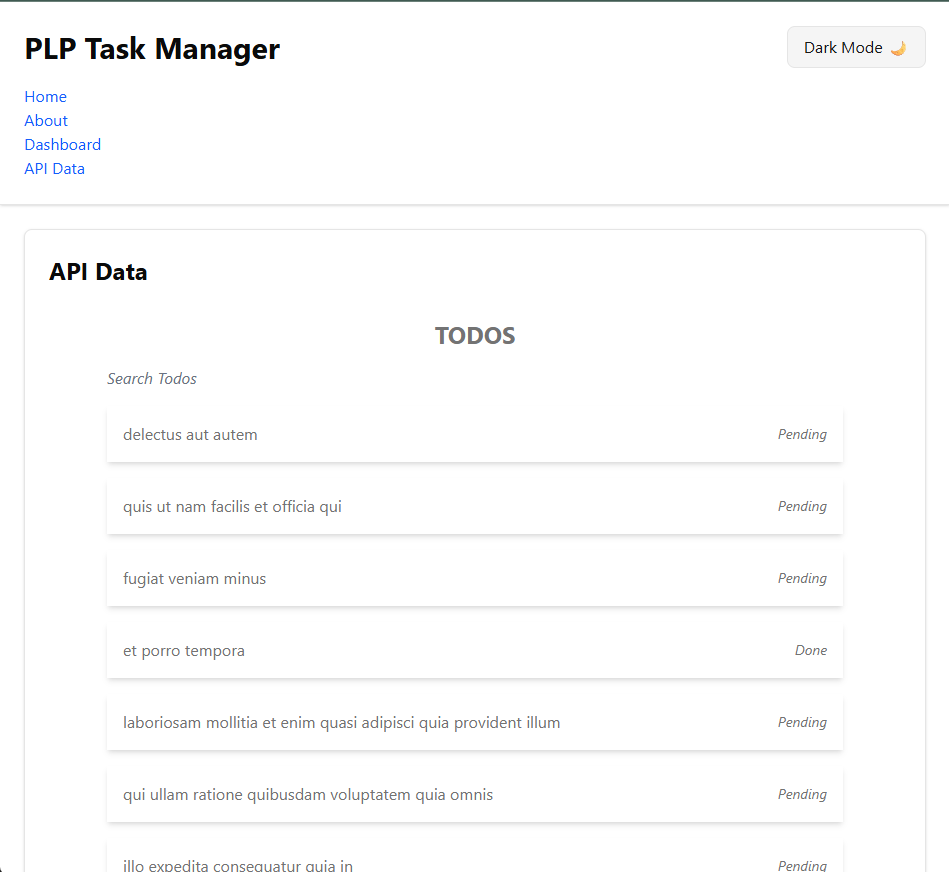 PLP Task Manager
Dark Mode 🌛
Home
About
Dashboard
API Data
API Data
TODOS
Search Todos
delectus aut autem Pending
quis ut nam facilis et officia qui Pending
fugiat veniam minus Pending
et porro tempora Done
laboriosam mollitia et enim quasi adipisci quia provident illum Pending
qui ullam ratione quibusdam voluptatem quia omnis Pending
illo expedita consequatur quia in Pending